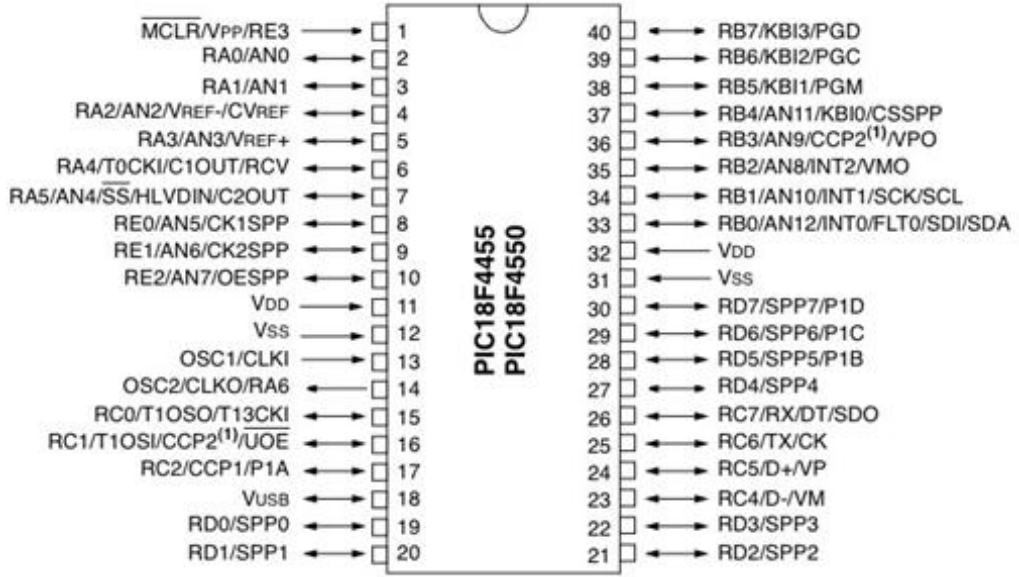 MCLR/VPP/RE3 1 40 RB7/KBI3/PGD
RA0/AN0 2 39 RB6/KBI2/PGC
RA1/AN1 3 38 RB5/KBI1/PGM
RA2/AN2/VREF-/CVREF 4 37 RB4/AN11/KBI0/CSSPP
RA3/AN3/VREF+ 5 36 RB3/AN9/CCP2(1)/VPO
RA4/T0CKI/C1OUT/RCV 6 35 RB2/AN8/INT2/VMO
RA5/AN4/SS/HLVDIN/C2OUT 7 34 RB1/AN10/INT1/SCK/SCL
RE0/AN5/CK1SPP 8 33 RB0/AN12/INT0/FLT0/SDI/SDA
RE1/AN6/CK2SPP 9 32 VDD
RE2/AN7/OESPP 10 31 VSS
VDD 11 30 RD7/SPP7/P1D
VSS 12 29 RD6/SPP6/P1C
OSC1/CLKI 13 28 RD5/SPP5/P1B
OSC2/CLKO/RA6 14 27 RD4/SPP4
RC0/T1OSO/T13CKI 15 26 RC7/RX/DT/SDO
RC1/T1OSI/CCP2(1)/UOE 16 25 RC6/TX/CK
RC2/CCP1/P1A 17 24 RC5/D+/VP
VUSB 18 23 RC4/D-/VM
RD0/SPP0 19 22 RD3/SPP3
RD1/SPP1 20 21 RD2/SPP2
PIC18F4455
PIC18F4550